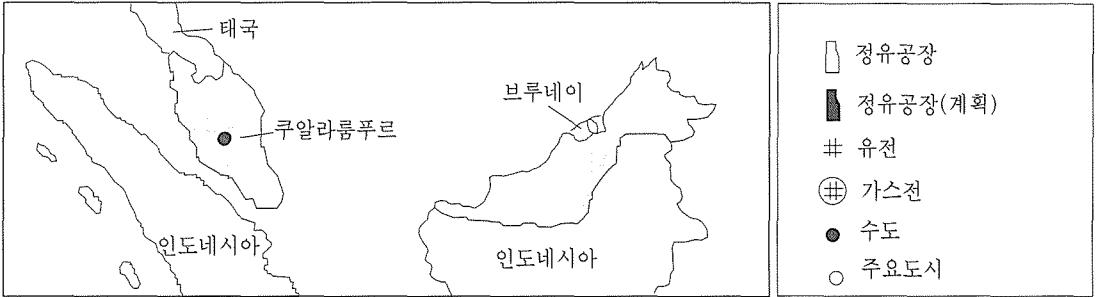 태국
브루네이
쿠알라룸푸르
인도네시아
인도네시아
정유공장
정유공장(계획)
유전
가스전
수도
주요도시